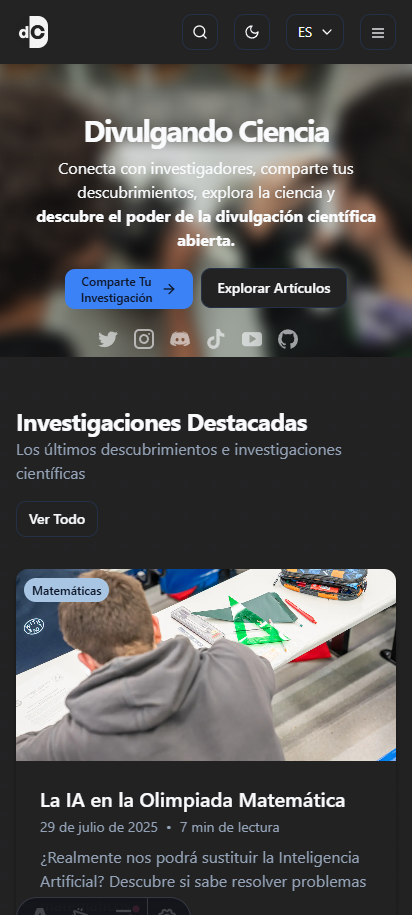 dC
ES
Divulgando Ciencia
Conecta con investigadores, comparte tus
descubrimientos, explora la ciencia y
descubre el poder de la divulgación científica
abierta.
Comparte Tu
Investigación
Explorar Artículos
Investigaciones Destacadas
Los últimos descubrimientos e investigaciones
científicas
Ver Todo
Matemáticas
La IA en la Olimpiada Matemática
29 de julio de 2025 • 7 min de lectura
¿Realmente nos podrá sustituir la Inteligencia
Artificial? Descubre si sabe resolver problemas